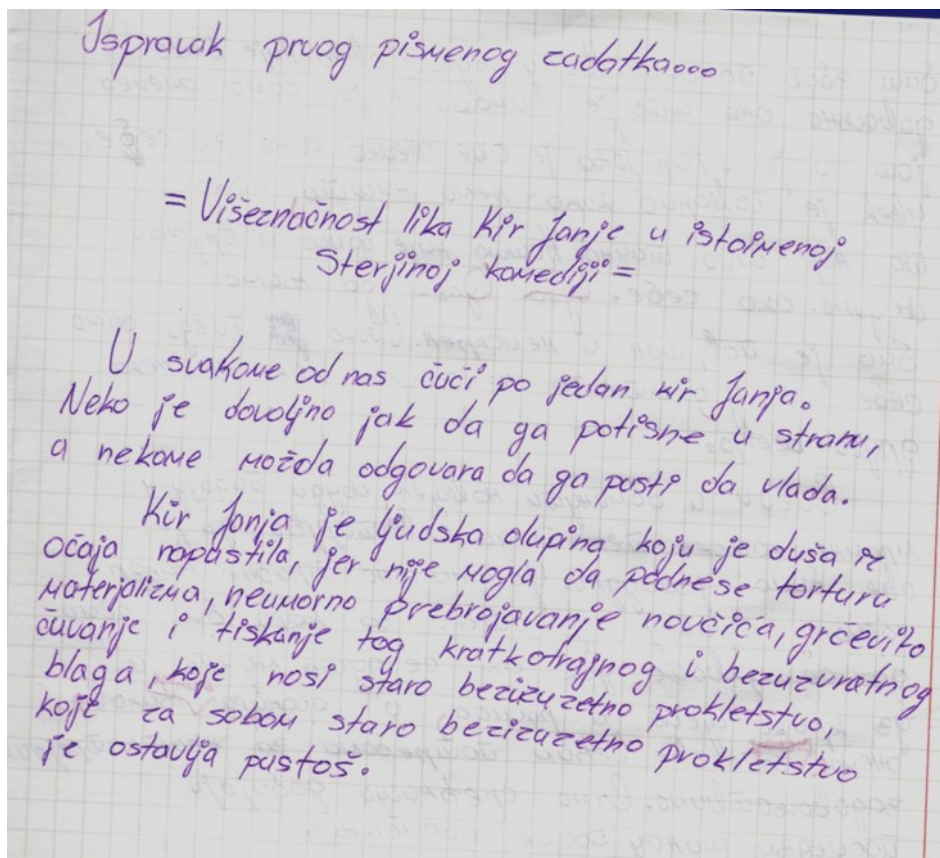 Ispravak prvog pismenog zadatka...
= Višeznačnost lika Kir Janje u istoimenoj
Sterijinoj komediji =
U svakome od nas čuči po jedan kir Janja.
Neko je dovoljno jak da ga potisne u stranu,
a nekome možda odgovara da ga pusti da vlada.
Kir Janja je ljudska olupina koju je duša iz
očaja napustila, jer nije mogla da podnese torturu
materjalizma, neumorno prebrojavanje novčića, grčevito
čuvanje i tiskanje tog kratkotrajnog i bezuzvratnog
blaga, koje nosi staro bezizuzetno prokletstvo,
koje za sobom staro bezizuzetno prokletstvo
je ostavlja pustoš.